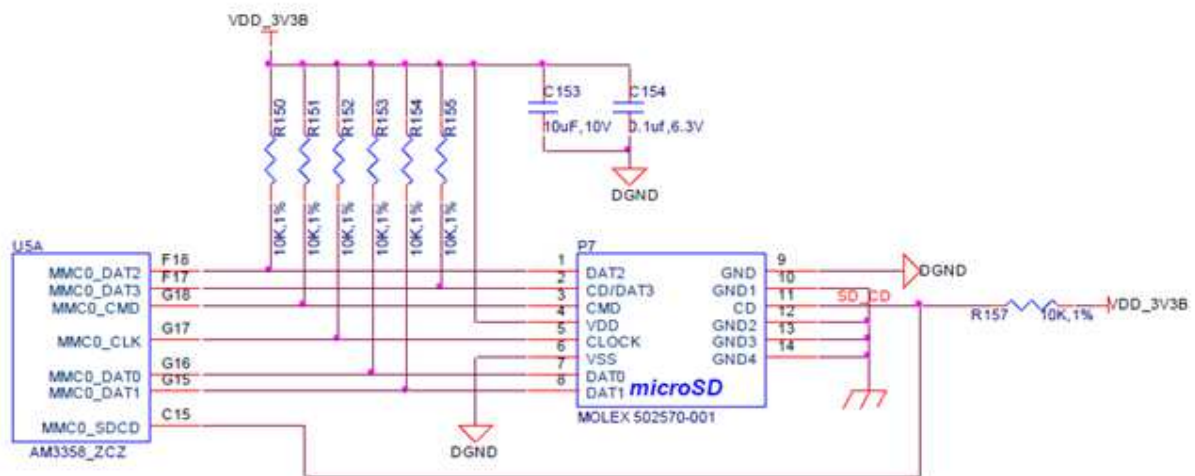 VDD_3V3B
R150
R151
R152
R153
R154
R155
10K,1%
10K,1%
10K,1%
10K,1%
10K,1%
10K,1%
C153
10uF,10V
C154
0.1uf,6.3V
DGND
U5A
MMC0_DAT2 F18
MMC0_DAT3 F17
MMC0_CMD G18
MMC0_CLK G17
MMC0_DAT0 G16
MMC0_DAT1 G15
MMC0_SDCD C15
AM3358_ZCZ
P7
1 DAT2 GND 9
2 CD/DAT3 GND1 10
3 CMD CD 11
4 VDD GND2 12
5 CLOCK GND3 13
6 VSS GND4 14
7 DAT0
8 DAT1
microSD
MOLEX 502570-001
DGND
SD_CD
R157 10K,1%
VDD_3V3B
DGND